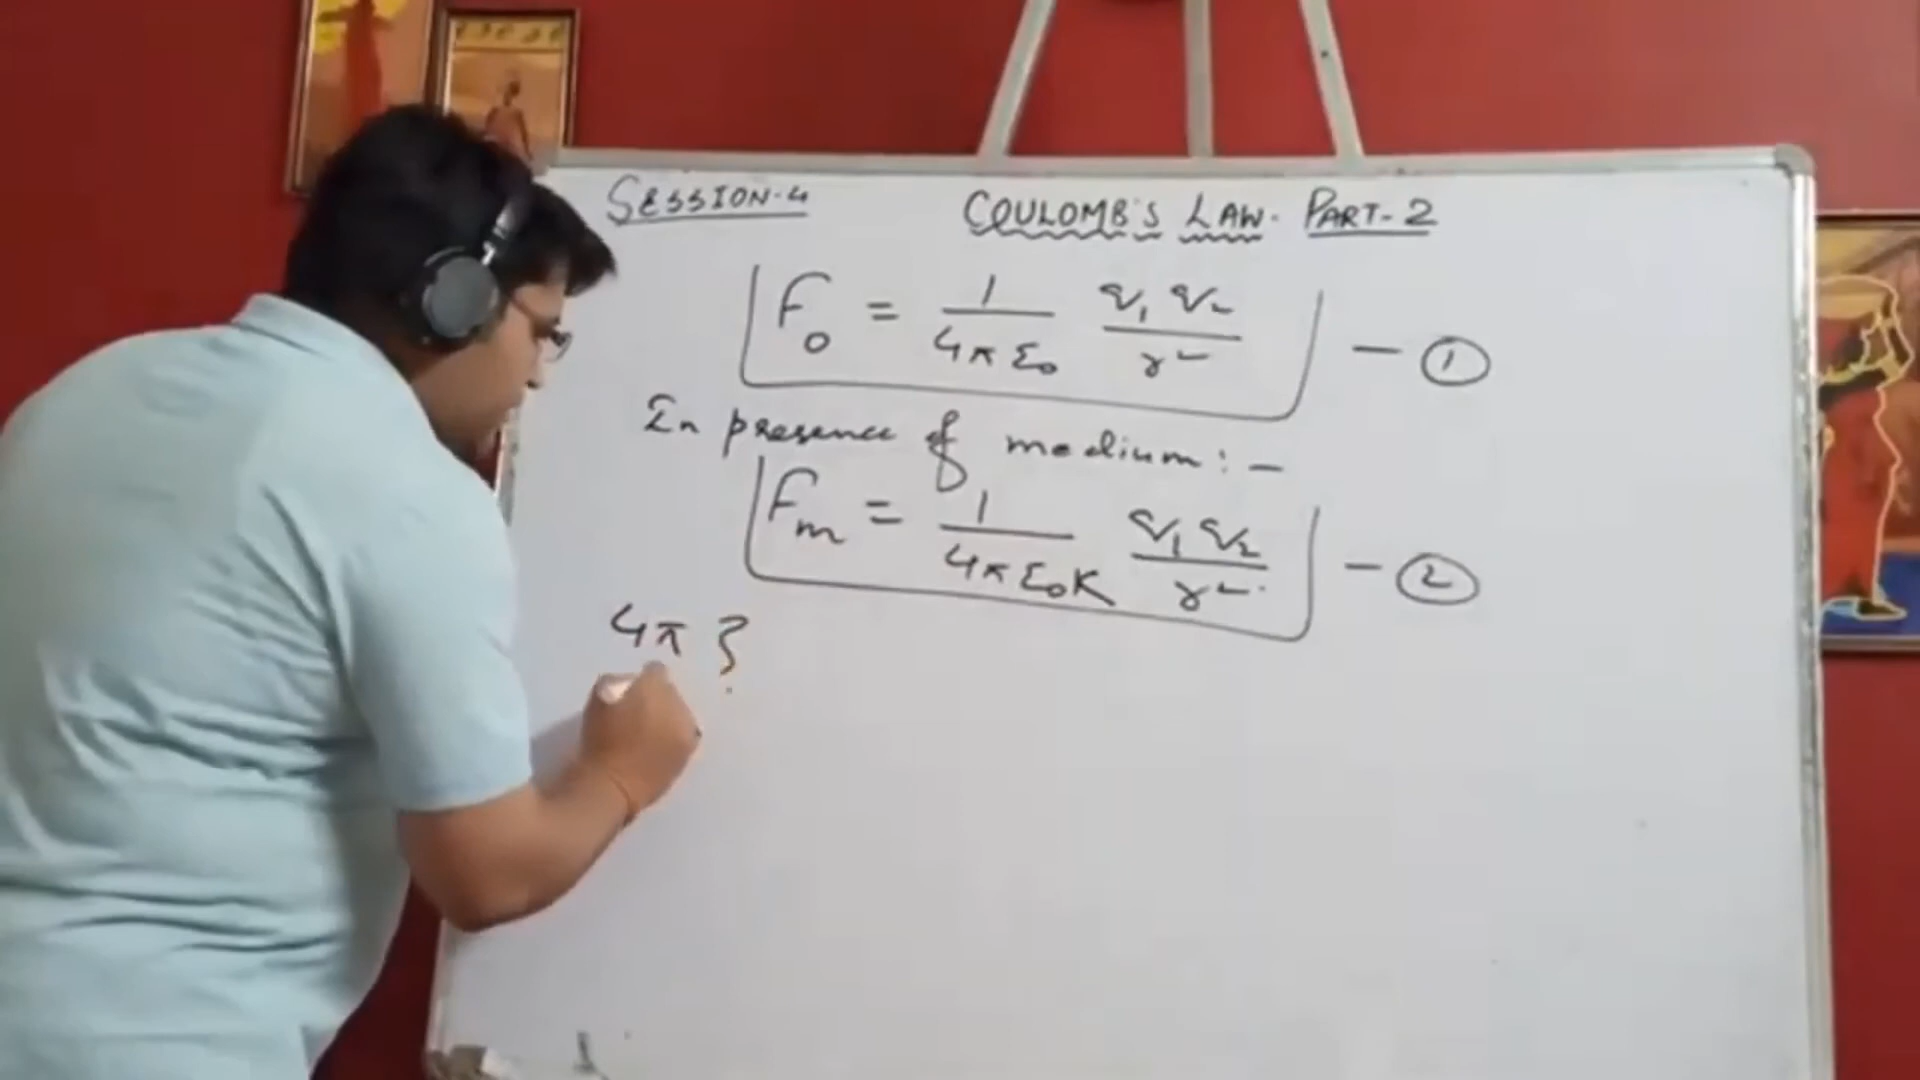 SESSION-4 COULOMB'S LAW. PART-2
F₀ = 1/4πε₀ q₁q₂/r² — ①
In presence of medium:—
Fₘ = 1/4πε₀K q₁q₂/r² — ②
4π ?